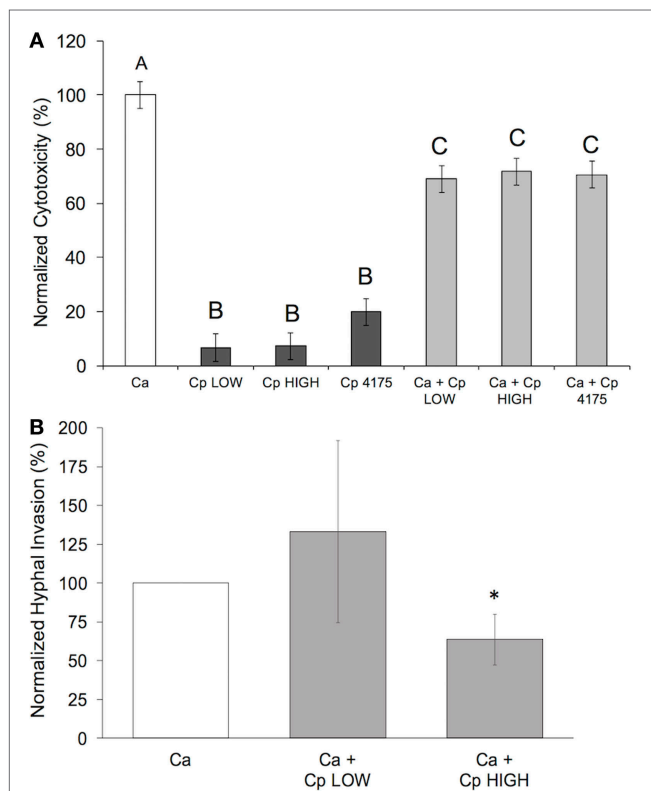 A
120
100
80
60
40
20
0
Normalized Cytotoxicity (%)
A
B
B
B
C
C
C
Ca
Cp LOW
Cp HIGH
Cp 4175
Ca + Cp
LOW
Ca + Cp
HIGH
Ca + Cp
4175
B
200
175
150
125
100
75
50
25
0
Normalized Hyphal Invasion (%)
*
Ca
Ca +
Cp LOW
Ca +
Cp HIGH